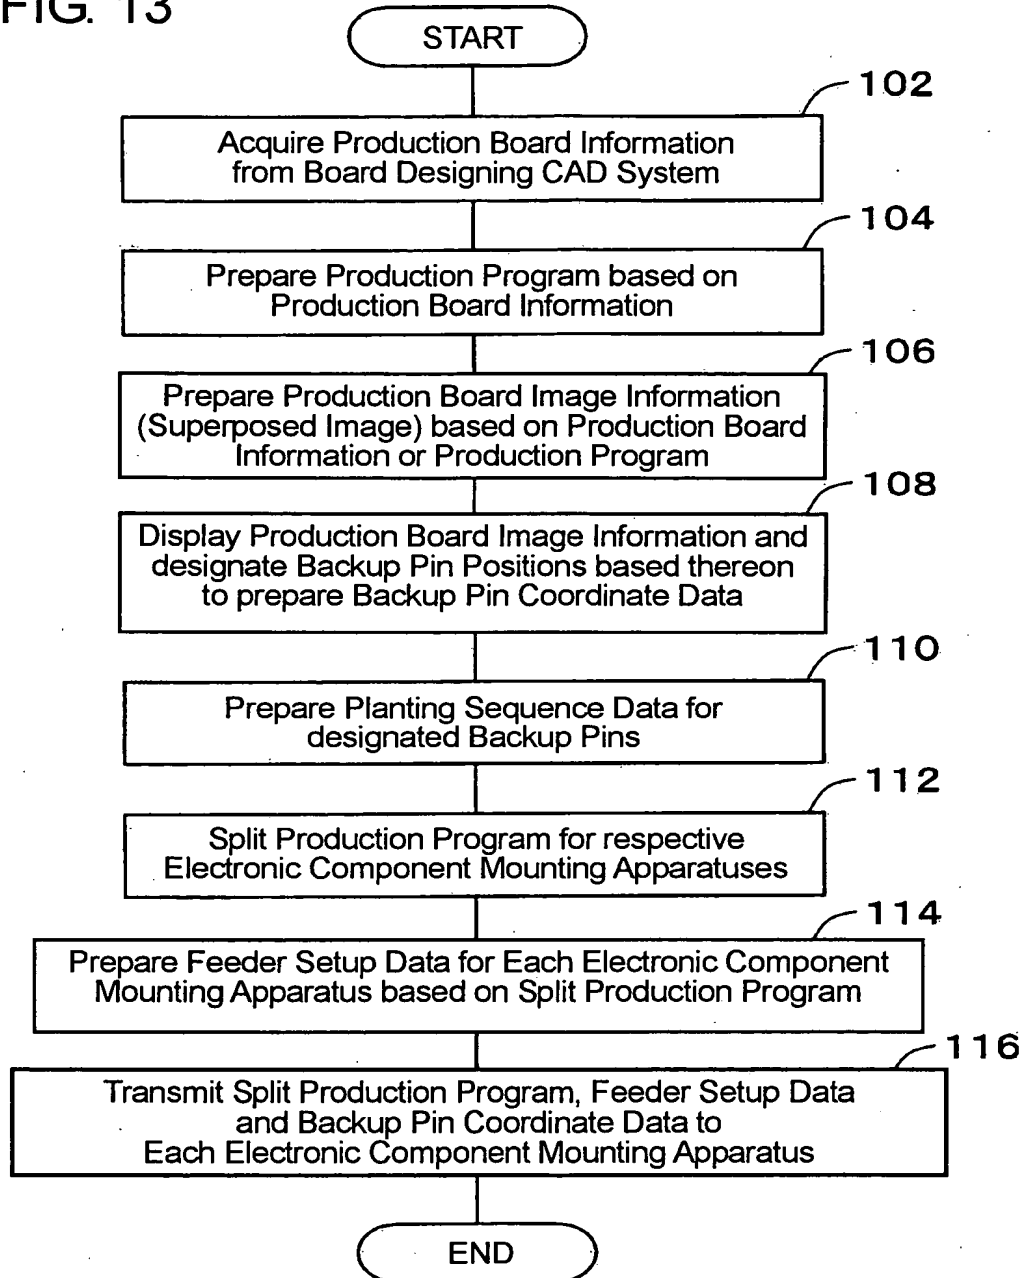 FIG. 13
START
102
Acquire Production Board Information
from Board Designing CAD System
104
Prepare Production Program based on
Production Board Information
106
Prepare Production Board Image Information
(Superposed Image) based on Production Board
Information or Production Program
108
Display Production Board Image Information and
designate Backup Pin Positions based thereon
to prepare Backup Pin Coordinate Data
110
Prepare Planting Sequence Data for
designated Backup Pins
112
Split Production Program for respective
Electronic Component Mounting Apparatuses
114
Prepare Feeder Setup Data for Each Electronic Component
Mounting Apparatus based on Split Production Program
116
Transmit Split Production Program, Feeder Setup Data
and Backup Pin Coordinate Data to
Each Electronic Component Mounting Apparatus
END